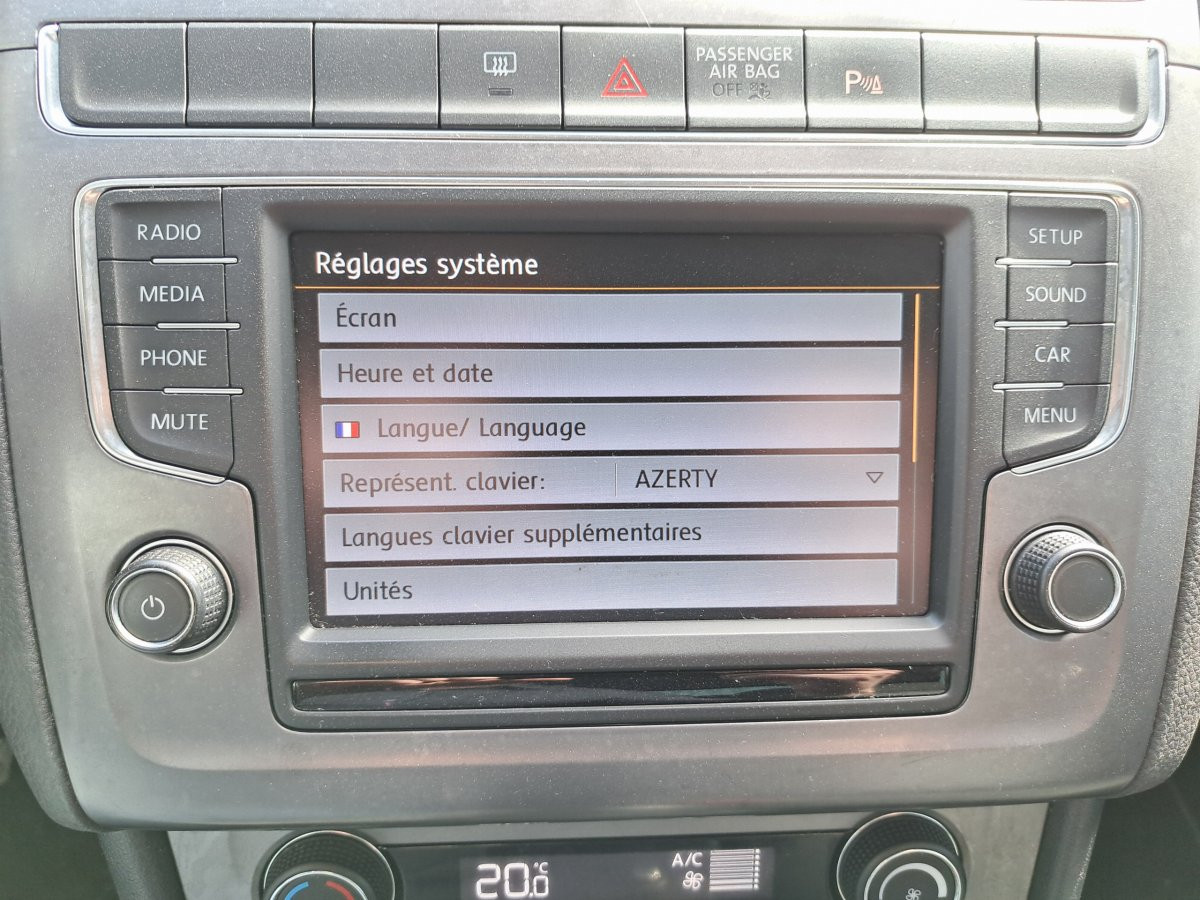 PASSENGER
AIR BAG
OFF
P
RADIO
MEDIA
PHONE
MUTE
SETUP
SOUND
CAR
MENU
Réglages système
Écran
Heure et date
Langue/ Language
Représent. clavier: AZERTY
Langues clavier supplémentaires
Unités
20.0 °C
A/C